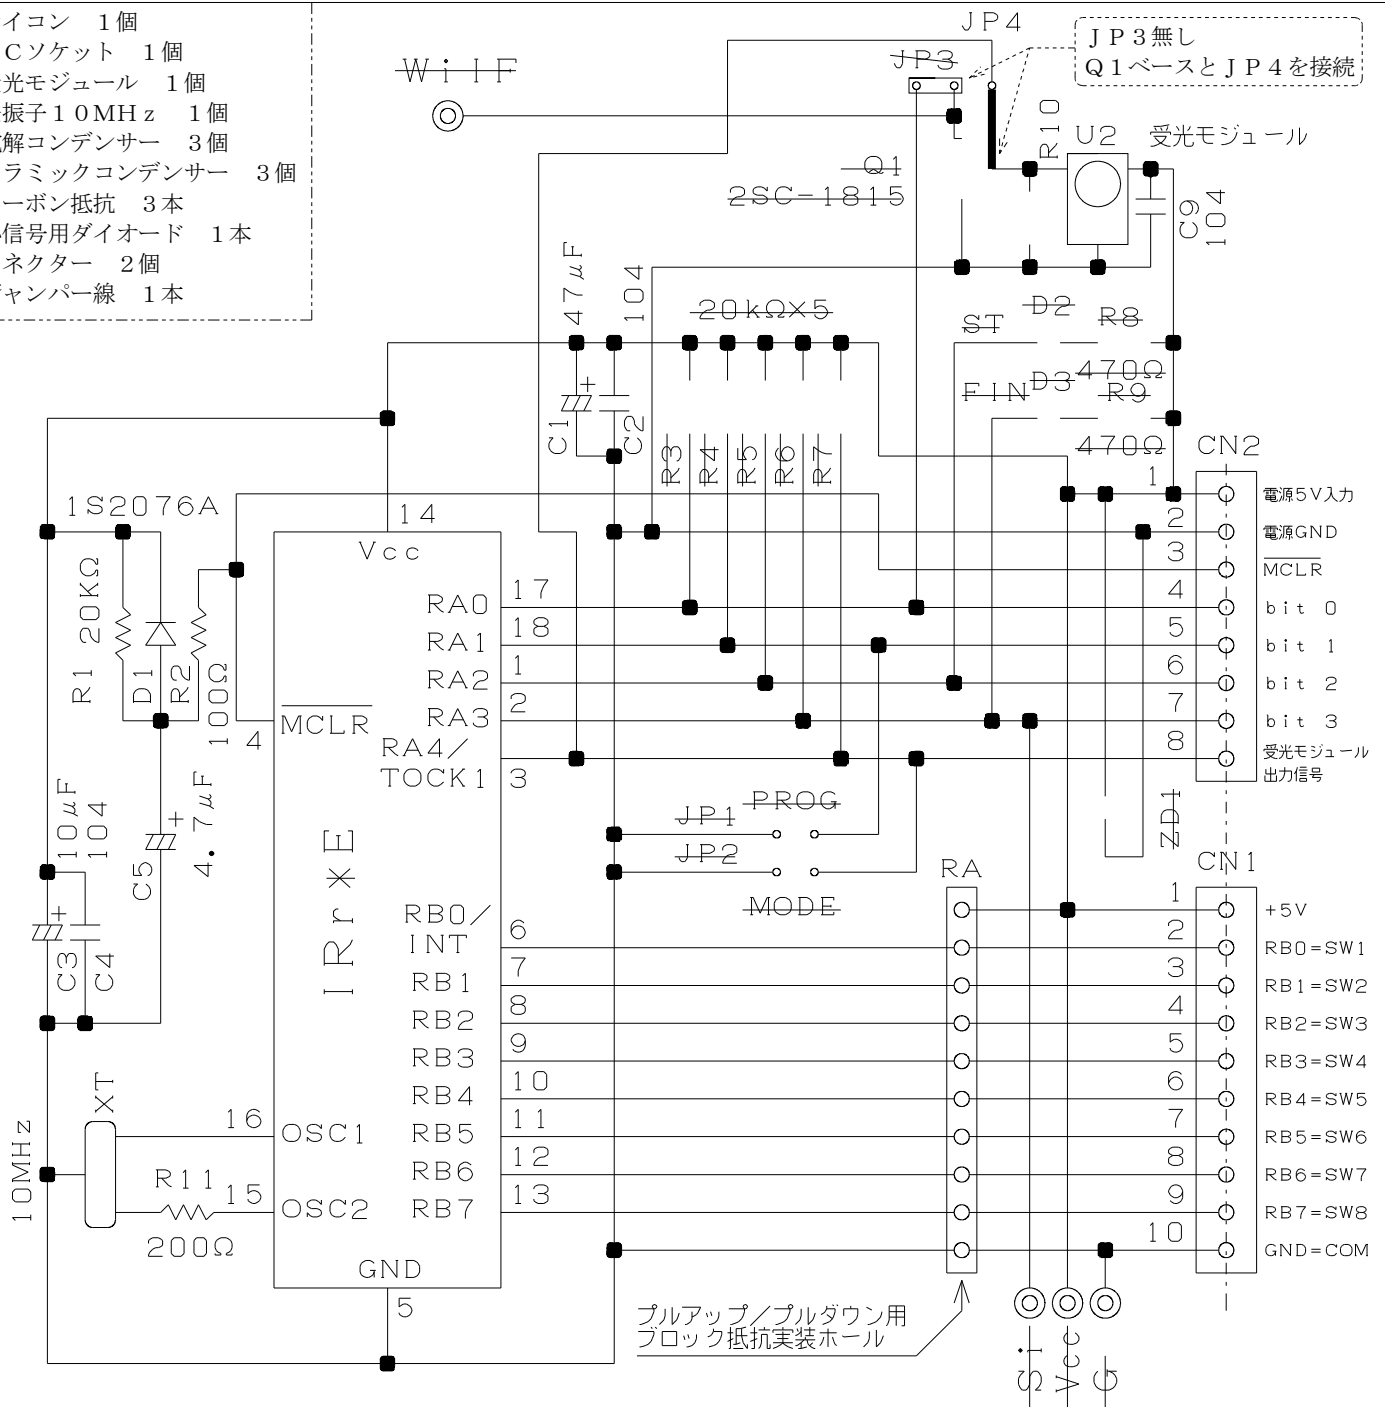 イコン　1個
Cソケット　1個
光モジュール　1個
振子10MHz　1個
解コンデンサー　3個
ラミックコンデンサー　3個
ーボン抵抗　3本
信号用ダイオード　1本
ネクター　2個
ャンパー線　1本
JP4
JP3無し
Q1ベースとJP4を接続
WiIF
JP3
R10
U2
受光モジュール
Q1
2SC-1815
C9
104
47μF
104
20kΩ×5
ST
D2
R8
470Ω
FIN
D3
R9
470Ω
C1
+
C2
R3
R4
R5
R6
R7
CN2
1 電源5V入力
2 電源GND
3 MCLR
4 bit 0
5 bit 1
6 bit 2
7 bit 3
8 受光モジュール
出力信号
1S2076A
14
Vcc
R1 20KΩ
D1
R2
100Ω
RA0 17
RA1 18
RA2 1
RA3 2
RA4/
TOCK1 3
4 MCLR
10μF
104
C5
+
4.7μF
IRr*E
PROG
JP1
JP2
MODE
ZD1
RA
CN1
+
C3
C4
RB0/
INT 6
RB1 7
RB2 8
RB3 9
RB4 10
RB5 11
RB6 12
RB7 13
1 +5V
2 RB0=SW1
3 RB1=SW2
4 RB2=SW3
5 RB3=SW4
6 RB4=SW5
7 RB5=SW6
8 RB6=SW7
9 RB7=SW8
10 GND=COM
XT
10MHz
16 OSC1
R11
15 OSC2
200Ω
GND
5
プルアップ/プルダウン用
ブロック抵抗実装ホール
Si
Vcc
G